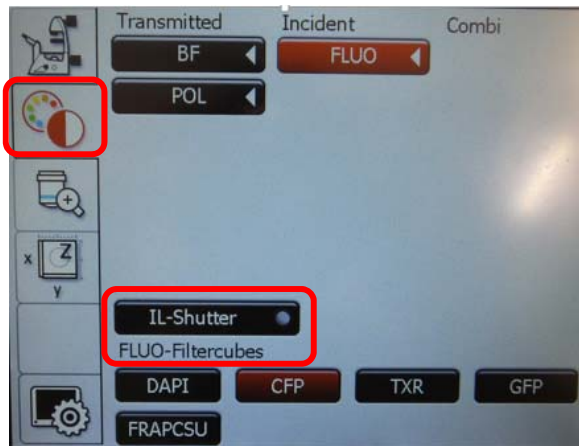 Transmitted Incident Combi
BF FLUO
POL
x Z
y
IL-Shutter
FLUO-Filtercubes
DAPI CFP TXR GFP
FRAPCSU